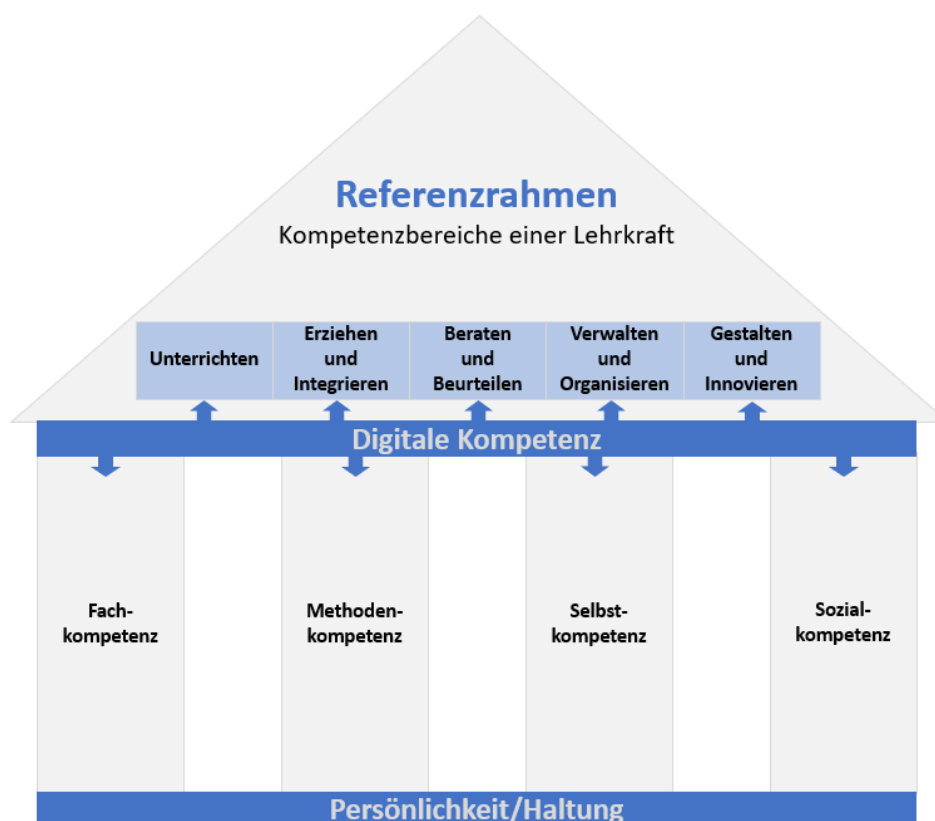 Referenzrahmen
Kompetenzbereiche einer Lehrkraft
Unterrichten
Erziehen
und
Integrieren
Beraten
und
Beurteilen
Verwalten
und
Organisieren
Gestalten
und
Innovieren
Digitale Kompetenz
Fach-
kompetenz
Methoden-
kompetenz
Selbst-
kompetenz
Sozial-
kompetenz
Persönlichkeit/Haltung